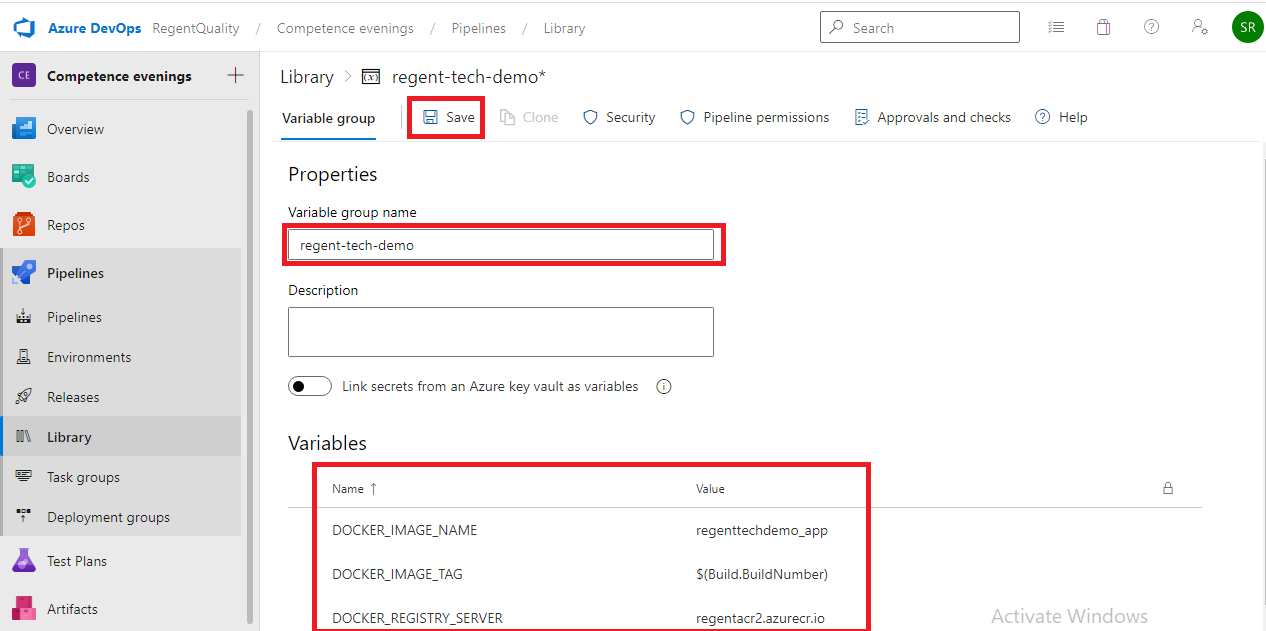 Azure DevOps RegentQuality / Competence evenings / Pipelines / Library
Search
SR
CE Competence evenings
Overview
Boards
Repos
Pipelines
Pipelines
Environments
Releases
Library
Task groups
Deployment groups
Test Plans
Artifacts
Library > (x) regent-tech-demo*
Variable group Save Clone Security Pipeline permissions Approvals and checks ? Help
Properties
Variable group name
regent-tech-demo
Description
Link secrets from an Azure key vault as variables
Variables
Name ↑ Value
DOCKER_IMAGE_NAME regenttechdemo_app
DOCKER_IMAGE_TAG $(Build.BuildNumber)
DOCKER_REGISTRY_SERVER regentacr2.azurecr.io
Activate Windows